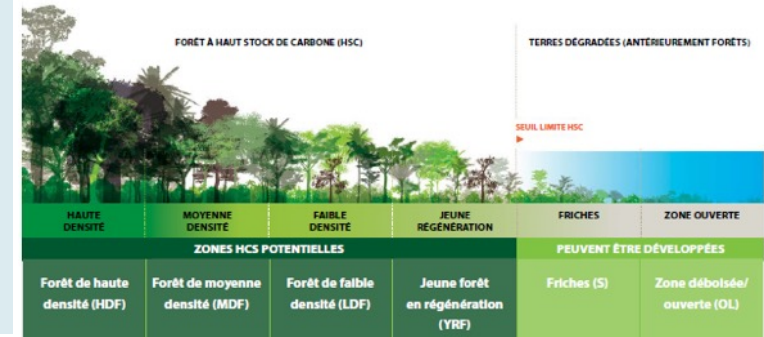 FORÊT À HAUT STOCK DE CARBONE (HSC)
TERRES DÉGRADÉES (ANTÉRIEUREMENT FORÊTS)
SEUIL LIMITE HSC
HAUTE
DENSITÉ
MOYENNE
DENSITÉ
FAIBLE
DENSITÉ
JEUNE
RÉGÉNÉRATION
FRICHES
ZONE OUVERTE
ZONES HCS POTENTIELLES
PEUVENT ÊTRE DÉVELOPPÉES
Forêt de haute
densité (HDF)
Forêt de moyenne
densité (MDF)
Forêt de faible
densité (LDF)
Jeune forêt
en régénération
(YRF)
Friches (S)
Zone déboisée/
ouverte (OL)